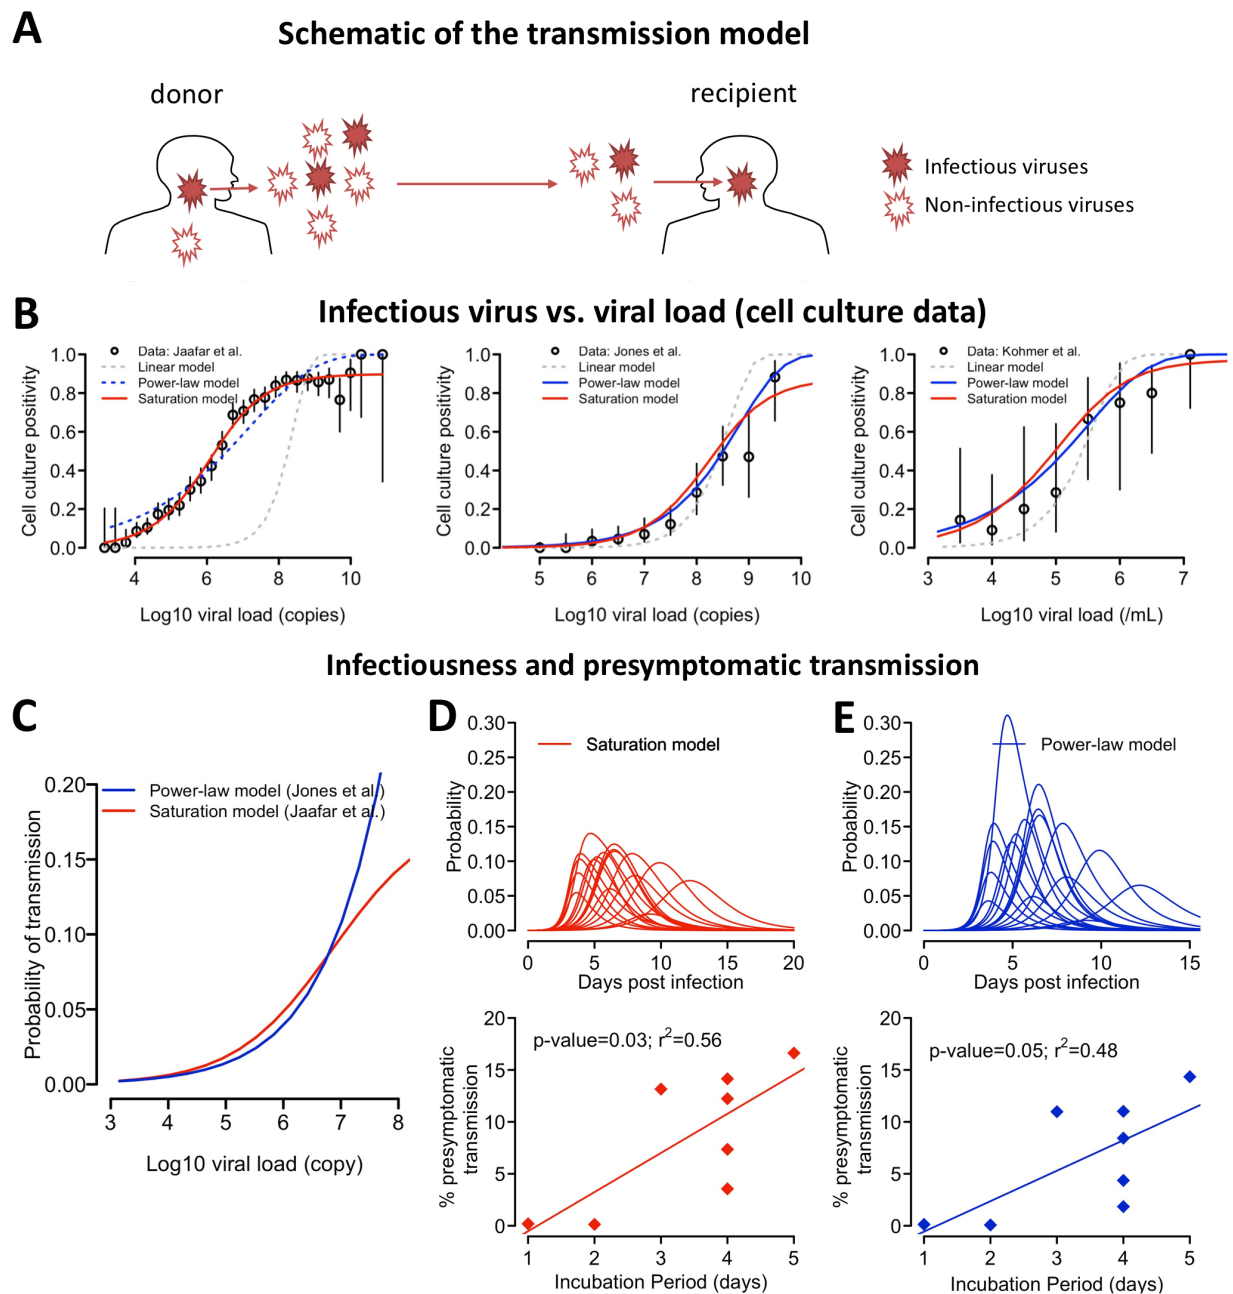 A
Schematic of the transmission model
donor
recipient
Infectious viruses
Non-infectious viruses
B
Infectious virus vs. viral load (cell culture data)
Cell culture positivity
1.0
0.8
0.6
0.4
0.2
0.0
Data: Jaafar et al.
Linear model
Power-law model
Saturation model
4 6 8 10
Log10 viral load (copies)
Cell culture positivity
1.0
0.8
0.6
0.4
0.2
0.0
Data: Jones et al.
Linear model
Power-law model
Saturation model
5 6 7 8 9 10
Log10 viral load (copies)
Cell culture positivity
1.0
0.8
0.6
0.4
0.2
0.0
Data: Kohmer et al.
Linear model
Power-law model
Saturation model
3 4 5 6 7
Log10 viral load (/mL)
Infectiousness and presymptomatic transmission
C
Probability of transmission
0.20
0.15
0.10
0.05
0.00
Power-law model (Jones et al.)
Saturation model (Jaafar et al.)
3 4 5 6 7 8
Log10 viral load (copy)
D
Probability
0.30
0.25
0.20
0.15
0.10
0.05
0.00
Saturation model
0 5 10 15 20
Days post infection
% presymptomatic
transmission
20
15
10
5
0
p-value=0.03; r²=0.56
1 2 3 4 5
Incubation Period (days)
E
Probability
0.30
0.25
0.20
0.15
0.10
0.05
0.00
Power-law model
0 5 10 15
Days post infection
% presymptomatic
transmission
20
15
10
5
0
p-value=0.05; r²=0.48
1 2 3 4 5
Incubation Period (days)